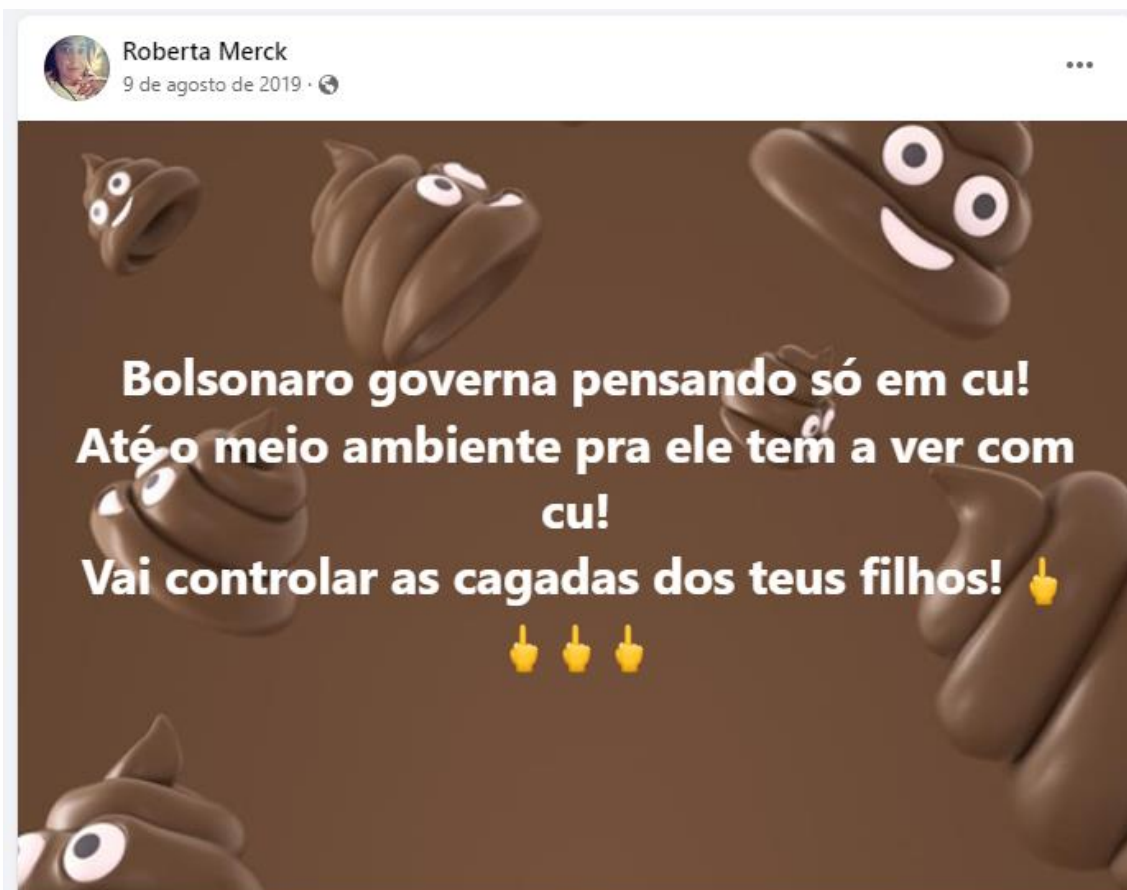 Roberta Merck
9 de agosto de 2019 ·
Bolsonaro governa pensando só em cu!
Até o meio ambiente pra ele tem a ver com
cu!
Vai controlar as cagadas dos teus filhos! 🖕
🖕🖕🖕